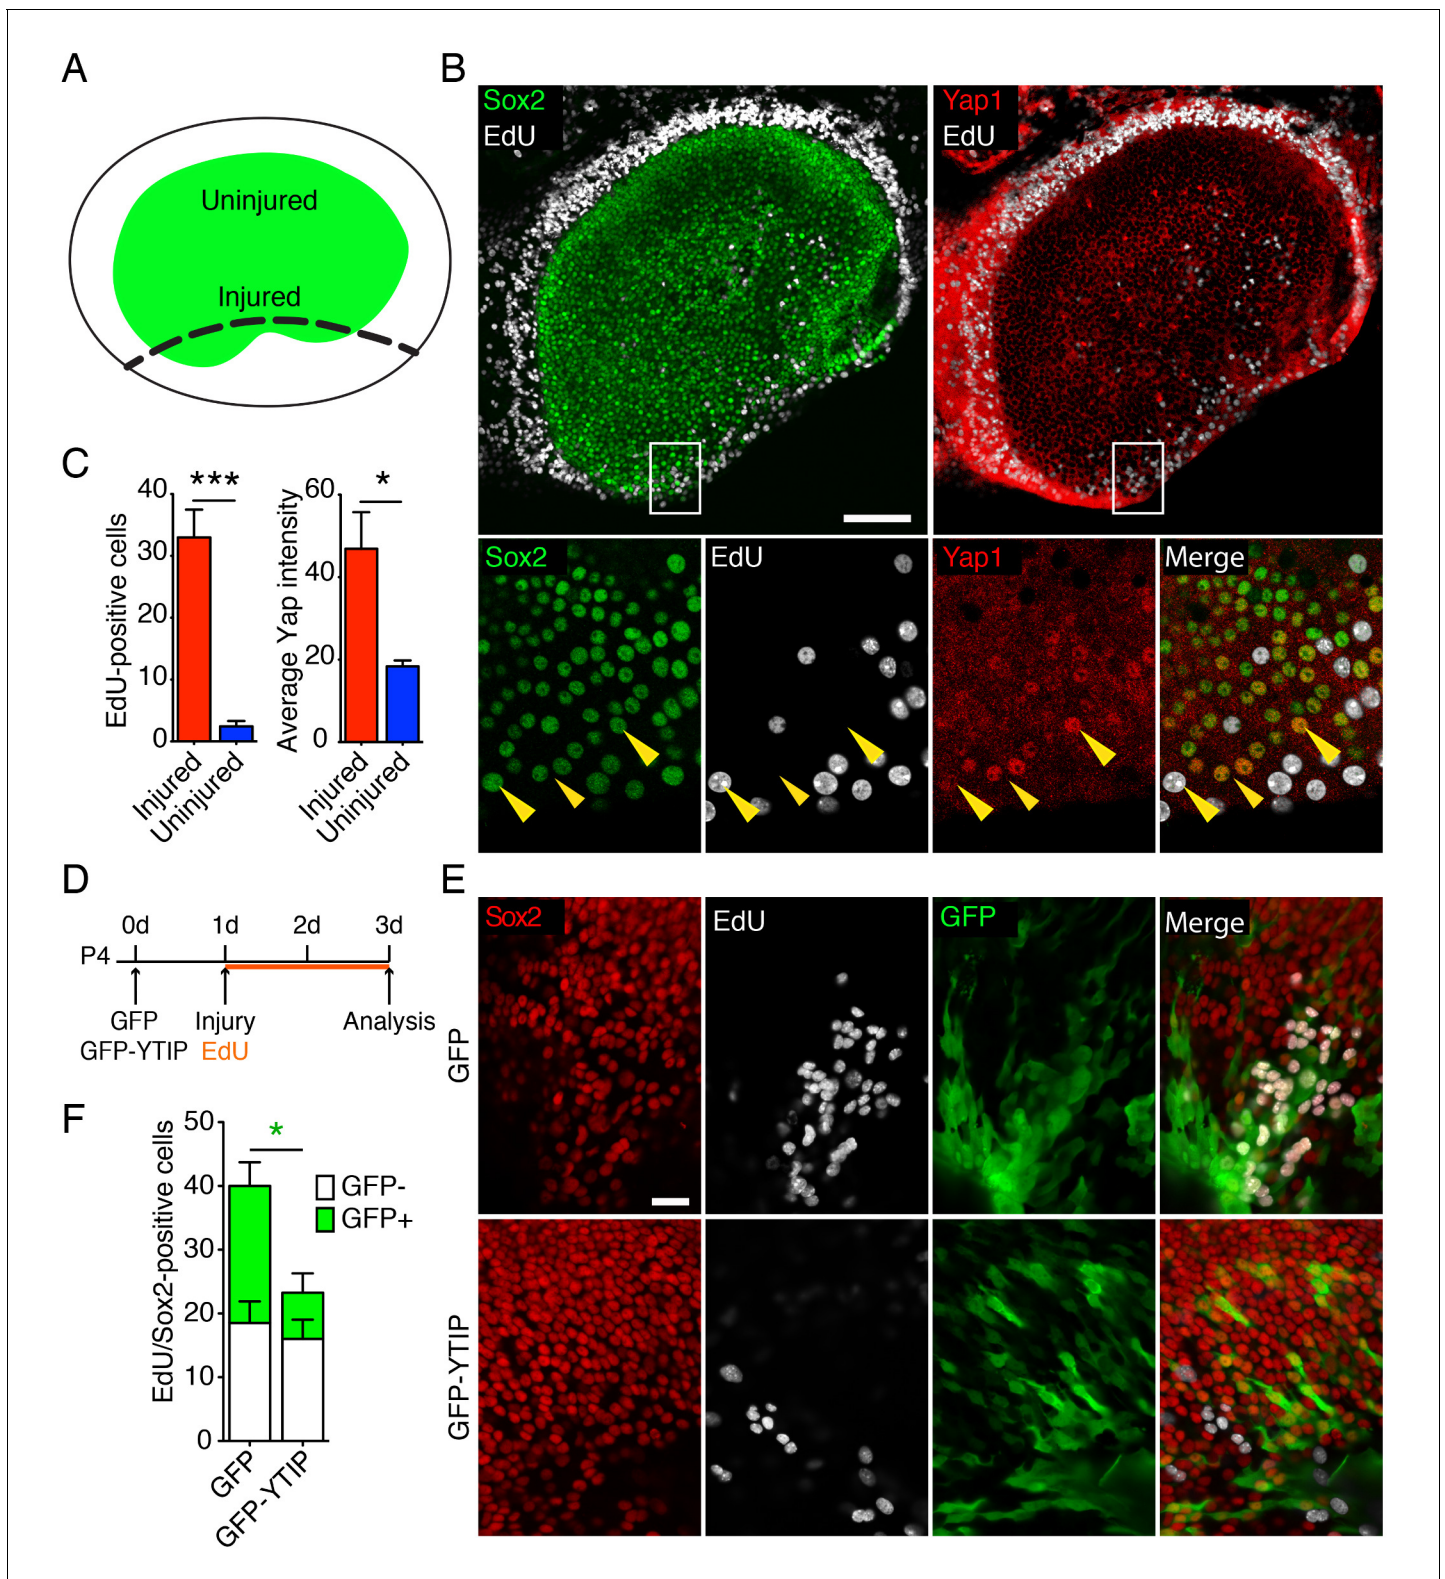 A
Uninjured
Injured
B
Sox2
EdU
Yap1
EdU
Sox2
EdU
Yap1
Merge
C
EdU-positive cells
40
30
20
10
0
***
Injured
Uninjured
Average Yap intensity
60
40
20
0
*
Injured
Uninjured
D
0d
1d
2d
3d
P4
GFP
GFP-YTIP
Injury
EdU
Analysis
E
Sox2
EdU
GFP
Merge
GFP
GFP-YTIP
F
EdU/Sox2-positive cells
50
40
30
20
10
0
*
GFP-
GFP+
GFP
GFP-YTIP